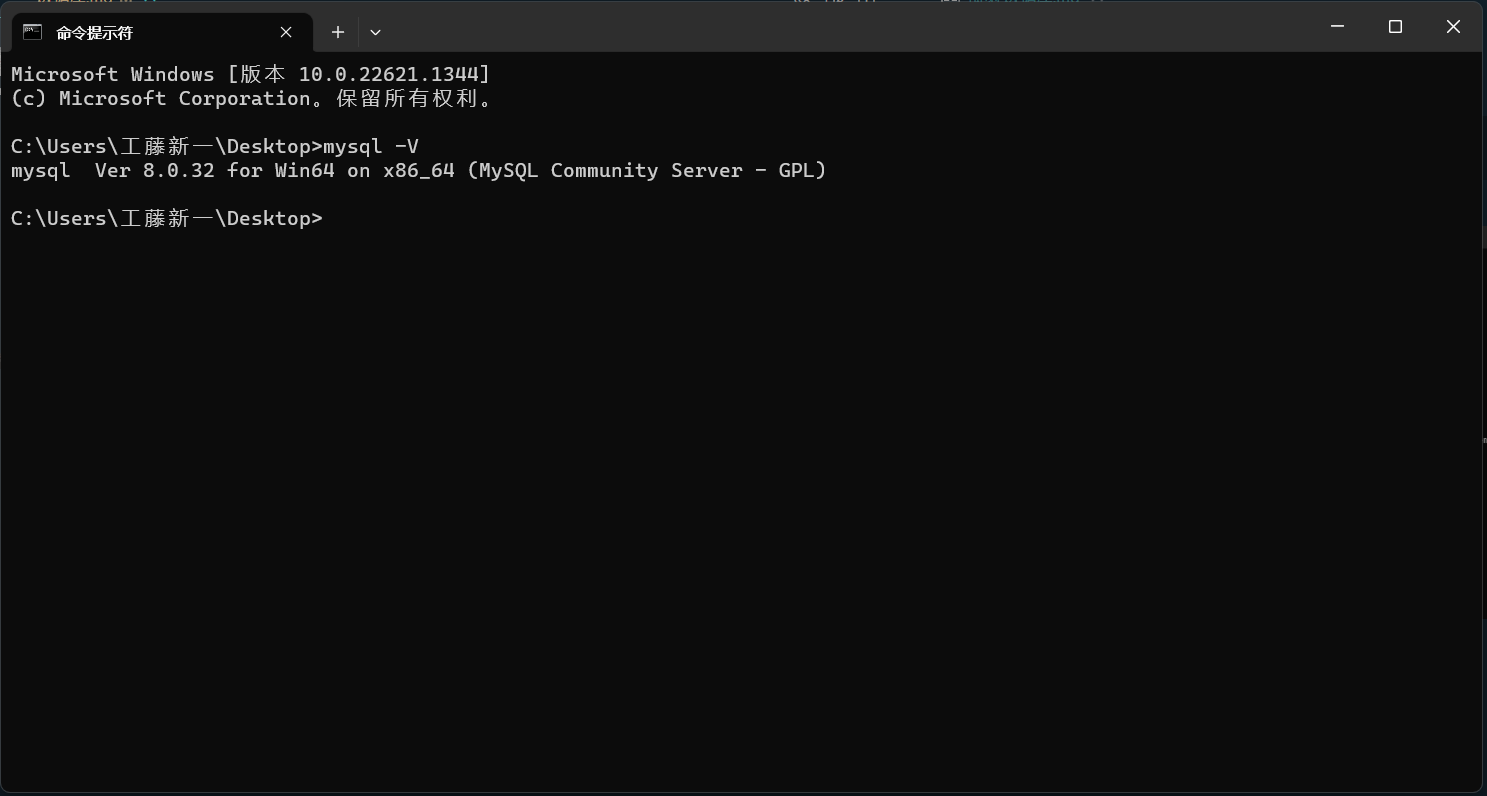 命令提示符
Microsoft Windows [版本 10.0.22621.1344]
(c) Microsoft Corporation。保留所有权利。
C:\Users\工藤新一\Desktop>mysql -V
mysql  Ver 8.0.32 for Win64 on x86_64 (MySQL Community Server - GPL)
C:\Users\工藤新一\Desktop>